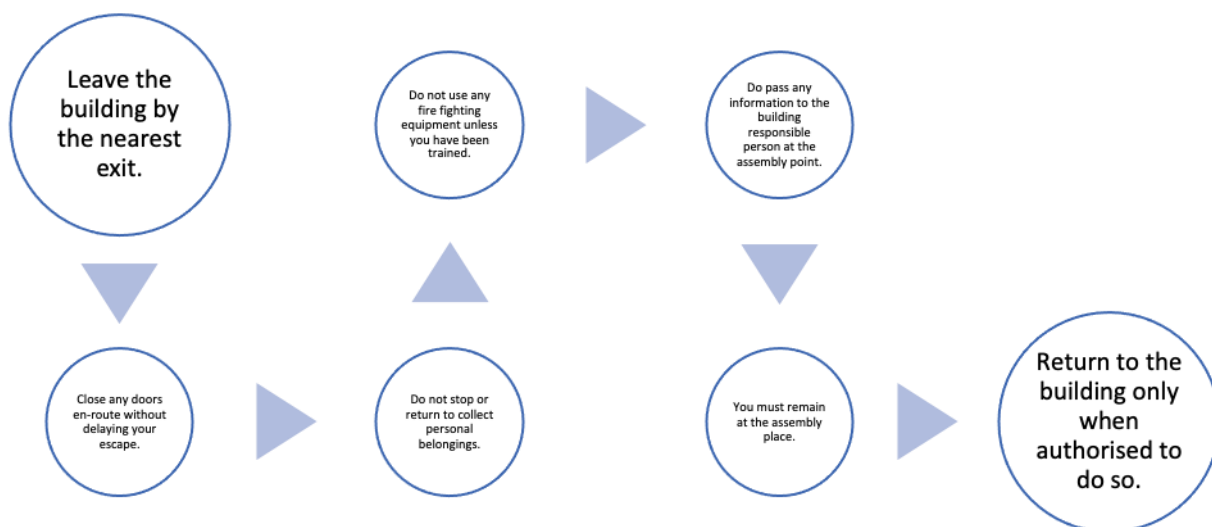 Leave the
building by
the nearest
exit.
Close any doors
en-route without
delaying your
escape.
Do not stop or
return to collect
personal
belongings.
Do not use any
fire fighting
equipment unless
you have been
trained.
Do pass any
information to the
building
responsible
person at the
assembly point.
You must remain
at the assembly
place.
Return to the
building only
when
authorised to
do so.